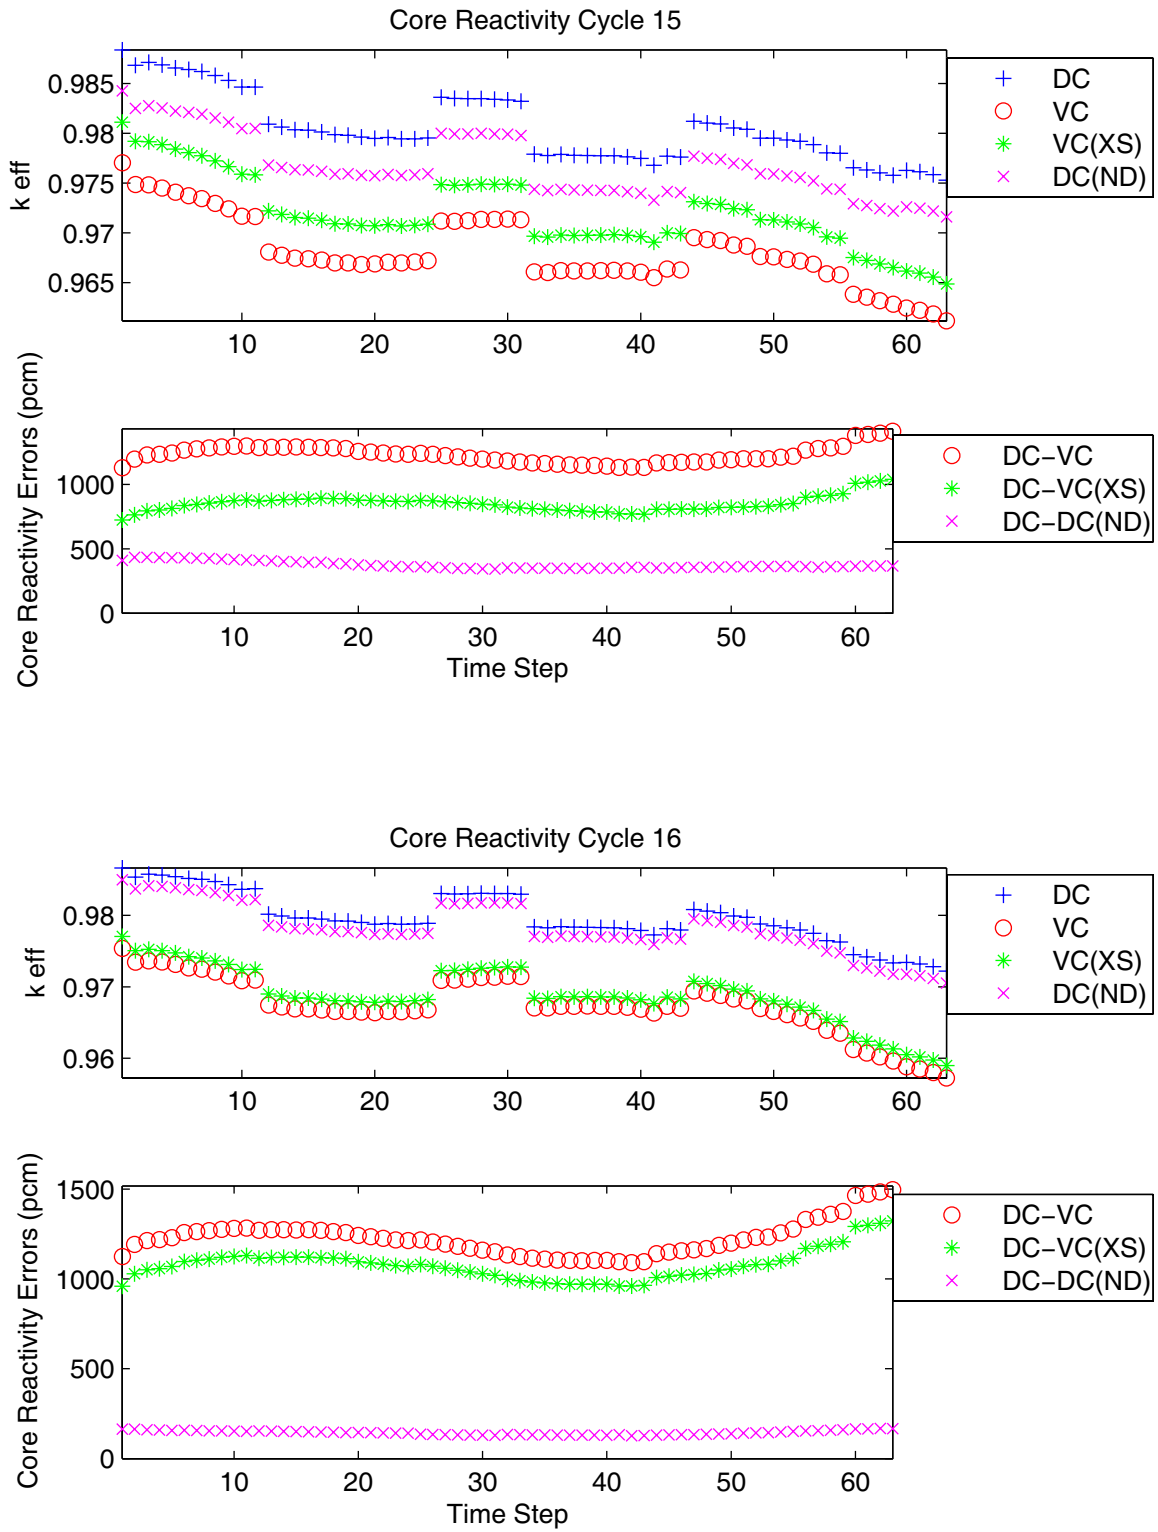 Core Reactivity Cycle 15
k eff
0.985
0.98
0.975
0.97
0.965
10 20 30 40 50 60
DC
VC
VC(XS)
DC(ND)
Core Reactivity Errors (pcm)
1000
500
0
10 20 30 40 50 60
Time Step
DC−VC
DC−VC(XS)
DC−DC(ND)
Core Reactivity Cycle 16
k eff
0.98
0.97
0.96
10 20 30 40 50 60
DC
VC
VC(XS)
DC(ND)
Core Reactivity Errors (pcm)
1500
1000
500
0
10 20 30 40 50 60
Time Step
DC−VC
DC−VC(XS)
DC−DC(ND)